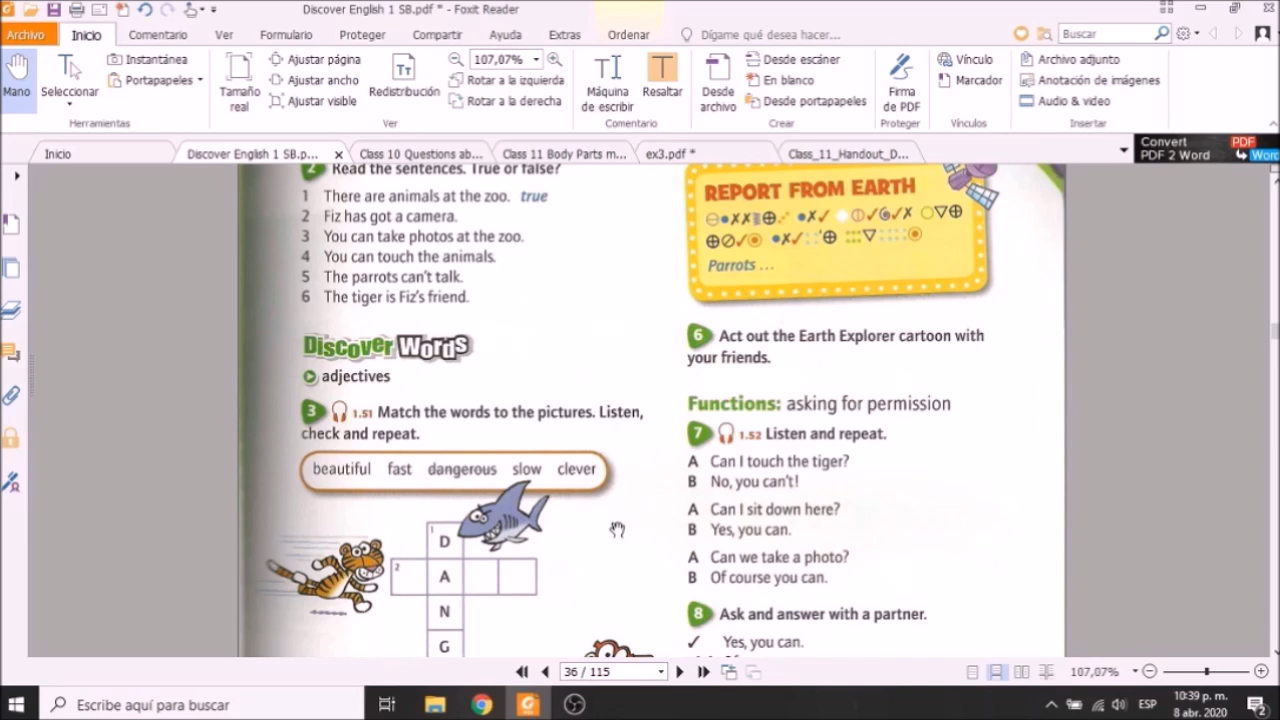 Discover English 1 SB.pdf * - Foxit Reader
Archivo Inicio Comentario Ver Formulario Proteger Compartir Ayuda Extras Ordenar Dígame qué desea hacer... Buscar
Mano
Seleccionar
Instantánea
Portapapeles
Herramientas
Tamaño real
Ajustar página
Ajustar ancho
Ajustar visible
Redistribución
107,07%
Rotar a la izquierda
Rotar a la derecha
Ver
Máquina de escribir
Resaltar
Comentario
Desde archivo
Desde escáner
En blanco
Desde portapapeles
Crear
Firma de PDF
Proteger
Vínculo
Marcador
Vínculos
Archivo adjunto
Anotación de imágenes
Audio & video
Insertar
Inicio
Discover English 1 SB.p...
Class 10 Questions ab...
Class 11 Body Parts m...
ex3.pdf *
Class_11_Handout_D...
Convert PDF
PDF 2 Word Word
2 Read the sentences. True or false?
1 There are animals at the zoo. true
2 Fiz has got a camera.
3 You can take photos at the zoo.
4 You can touch the animals.
5 The parrots can't talk.
6 The tiger is Fiz's friend.
Discover Words
adjectives
3 1.51 Match the words to the pictures. Listen,
check and repeat.
beautiful fast dangerous slow clever
1
D
2
A
N
G
REPORT FROM EARTH
Parrots ...
6 Act out the Earth Explorer cartoon with
your friends.
Functions: asking for permission
7 1.52 Listen and repeat.
A Can I touch the tiger?
B No, you can't!
A Can I sit down here?
B Yes, you can.
A Can we take a photo?
B Of course you can.
8 Ask and answer with a partner.
✓ Yes, you can.
36 / 115
107,07%
Escribe aquí para buscar
ESP
10:39 p. m.
8 abr. 2020
2